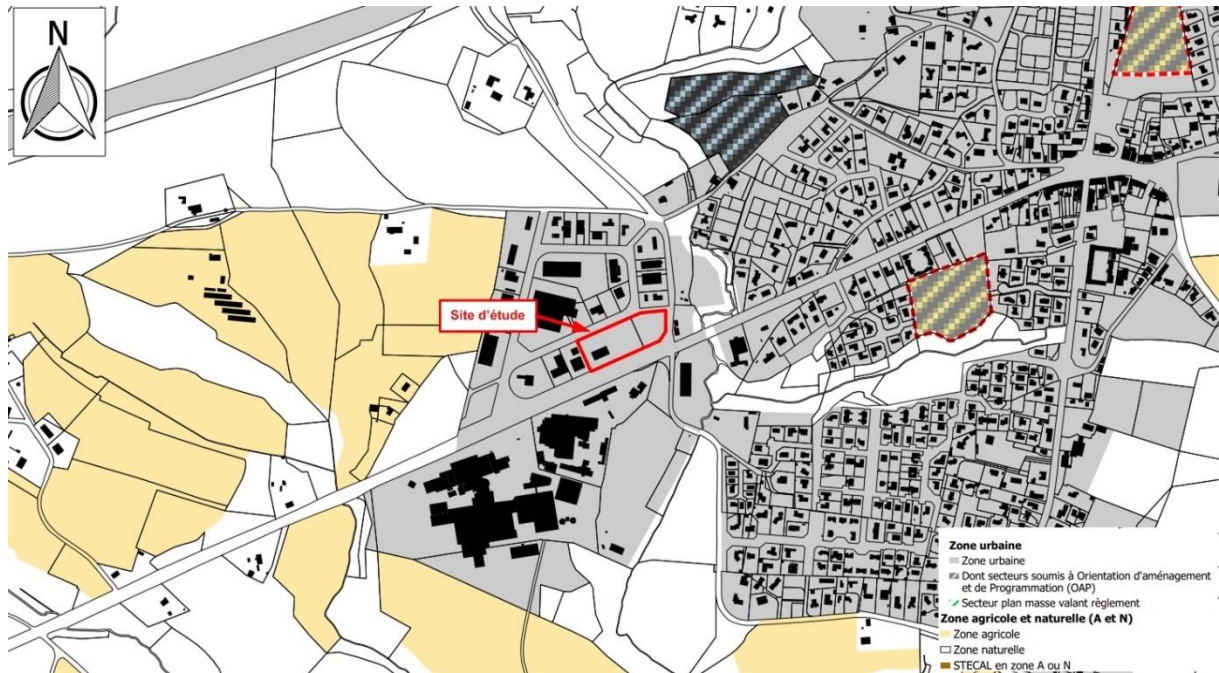 N
Site d'étude
Zone urbaine
Zone urbaine
Dont secteurs soumis à Orientation d'aménagement
et de Programmation (OAP)
Secteur plan masse valant règlement
Zone agricole et naturelle (A et N)
Zone agricole
Zone naturelle
STECAL en zone A ou N